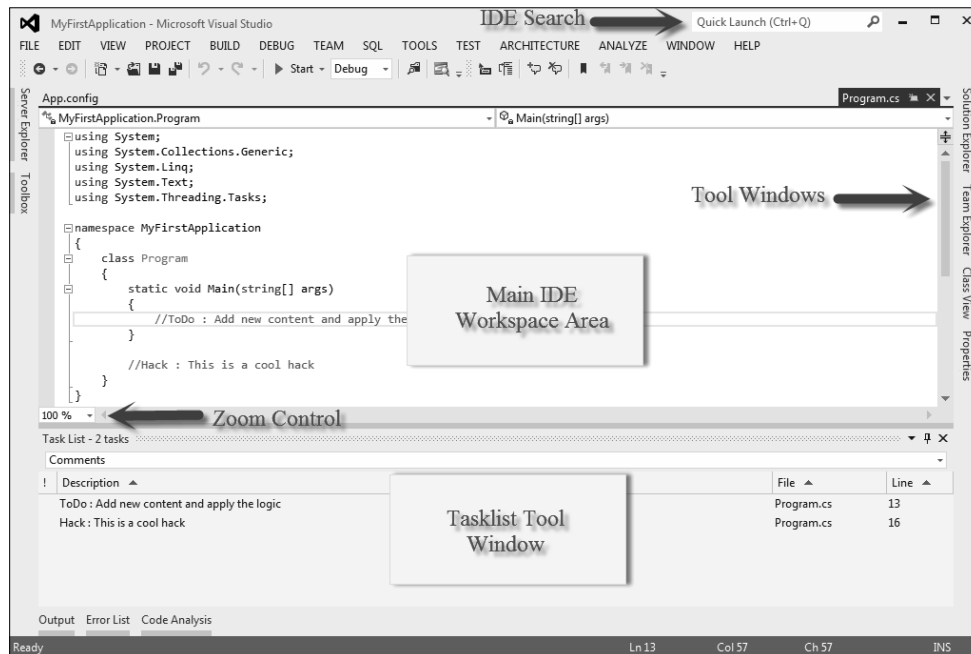 MyFirstApplication - Microsoft Visual Studio
IDE Search
Quick Launch (Ctrl+Q)
FILE EDIT VIEW PROJECT BUILD DEBUG TEAM SQL TOOLS TEST ARCHITECTURE ANALYZE WINDOW HELP
Start Debug
Server Explorer
Toolbox
App.config
Program.cs
MyFirstApplication.Program
Main(string[] args)
using System;
using System.Collections.Generic;
using System.Linq;
using System.Text;
using System.Threading.Tasks;
namespace MyFirstApplication
{
class Program
{
static void Main(string[] args)
{
//ToDo : Add new content and apply the
}
//Hack : This is a cool hack
}
}
Tool Windows
Main IDE
Workspace Area
Solution Explorer
Team Explorer
Class View
Properties
100 %
Zoom Control
Task List - 2 tasks
Comments
! Description File Line
ToDo : Add new content and apply the logic Program.cs 13
Hack : This is a cool hack Program.cs 16
Tasklist Tool
Window
Output Error List Code Analysis
Ready Ln 13 Col 57 Ch 57 INS